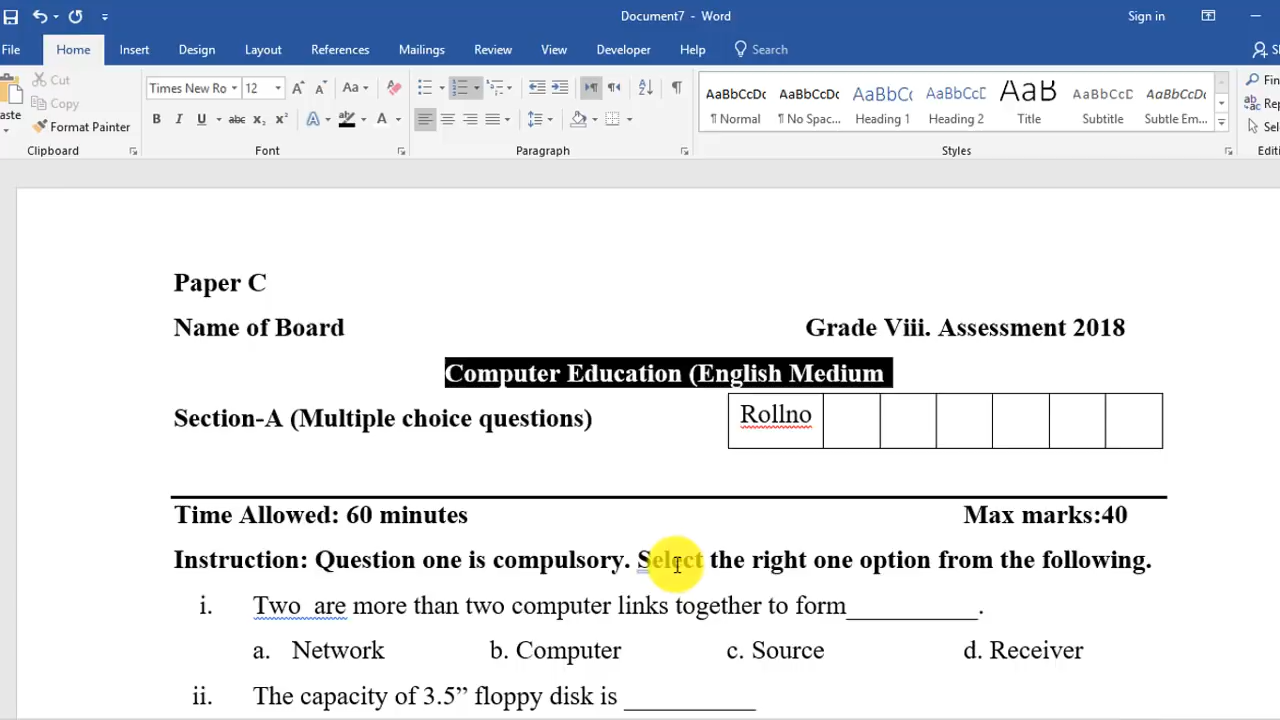 Document7 - Word
Sign in
File Home Insert Design Layout References Mailings Review View Developer Help Search
Cut
Copy
Format Painter
Times New Ro 12
Aa
AaBbCcDc AaBbCcDc AaBbCc AaBbCcC AaB AaBbCcD AaBbCcDc
¶ Normal ¶ No Spac... Heading 1 Heading 2 Title Subtitle Subtle Em...
Clipboard Font Paragraph Styles
Paper C
Name of Board Grade Viii. Assessment 2018
Computer Education (English Medium
Section-A (Multiple choice questions) Rollno
Time Allowed: 60 minutes Max marks:40
Instruction: Question one is compulsory. Select the right one option from the following.
i. Two are more than two computer links together to form__________.
a. Network b. Computer c. Source d. Receiver
ii. The capacity of 3.5” floppy disk is __________